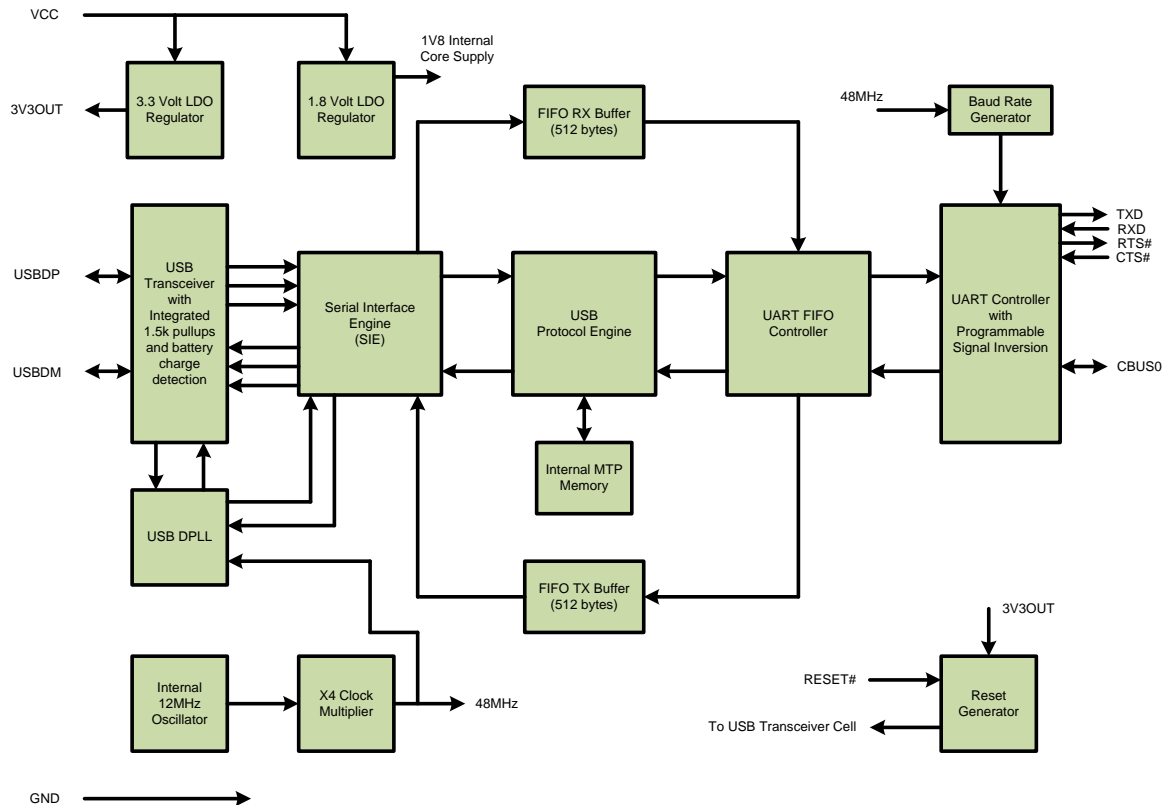 VCC
1V8 Internal
Core Supply
3V3OUT
3.3 Volt LDO
Regulator
1.8 Volt LDO
Regulator
FIFO RX Buffer
(512 bytes)
48MHz
Baud Rate
Generator
USBDP
USBDM
USB
Transceiver
with
Integrated
1.5k pullups
and battery
charge
detection
Serial Interface
Engine
(SIE)
USB
Protocol Engine
UART FIFO
Controller
UART Controller
with
Programmable
Signal Inversion
TXD
RXD
RTS#
CTS#
CBUS0
Internal MTP
Memory
USB DPLL
FIFO TX Buffer
(512 bytes)
Internal
12MHz
Oscillator
X4 Clock
Multiplier
48MHz
3V3OUT
RESET#
To USB Transceiver Cell
Reset
Generator
GND